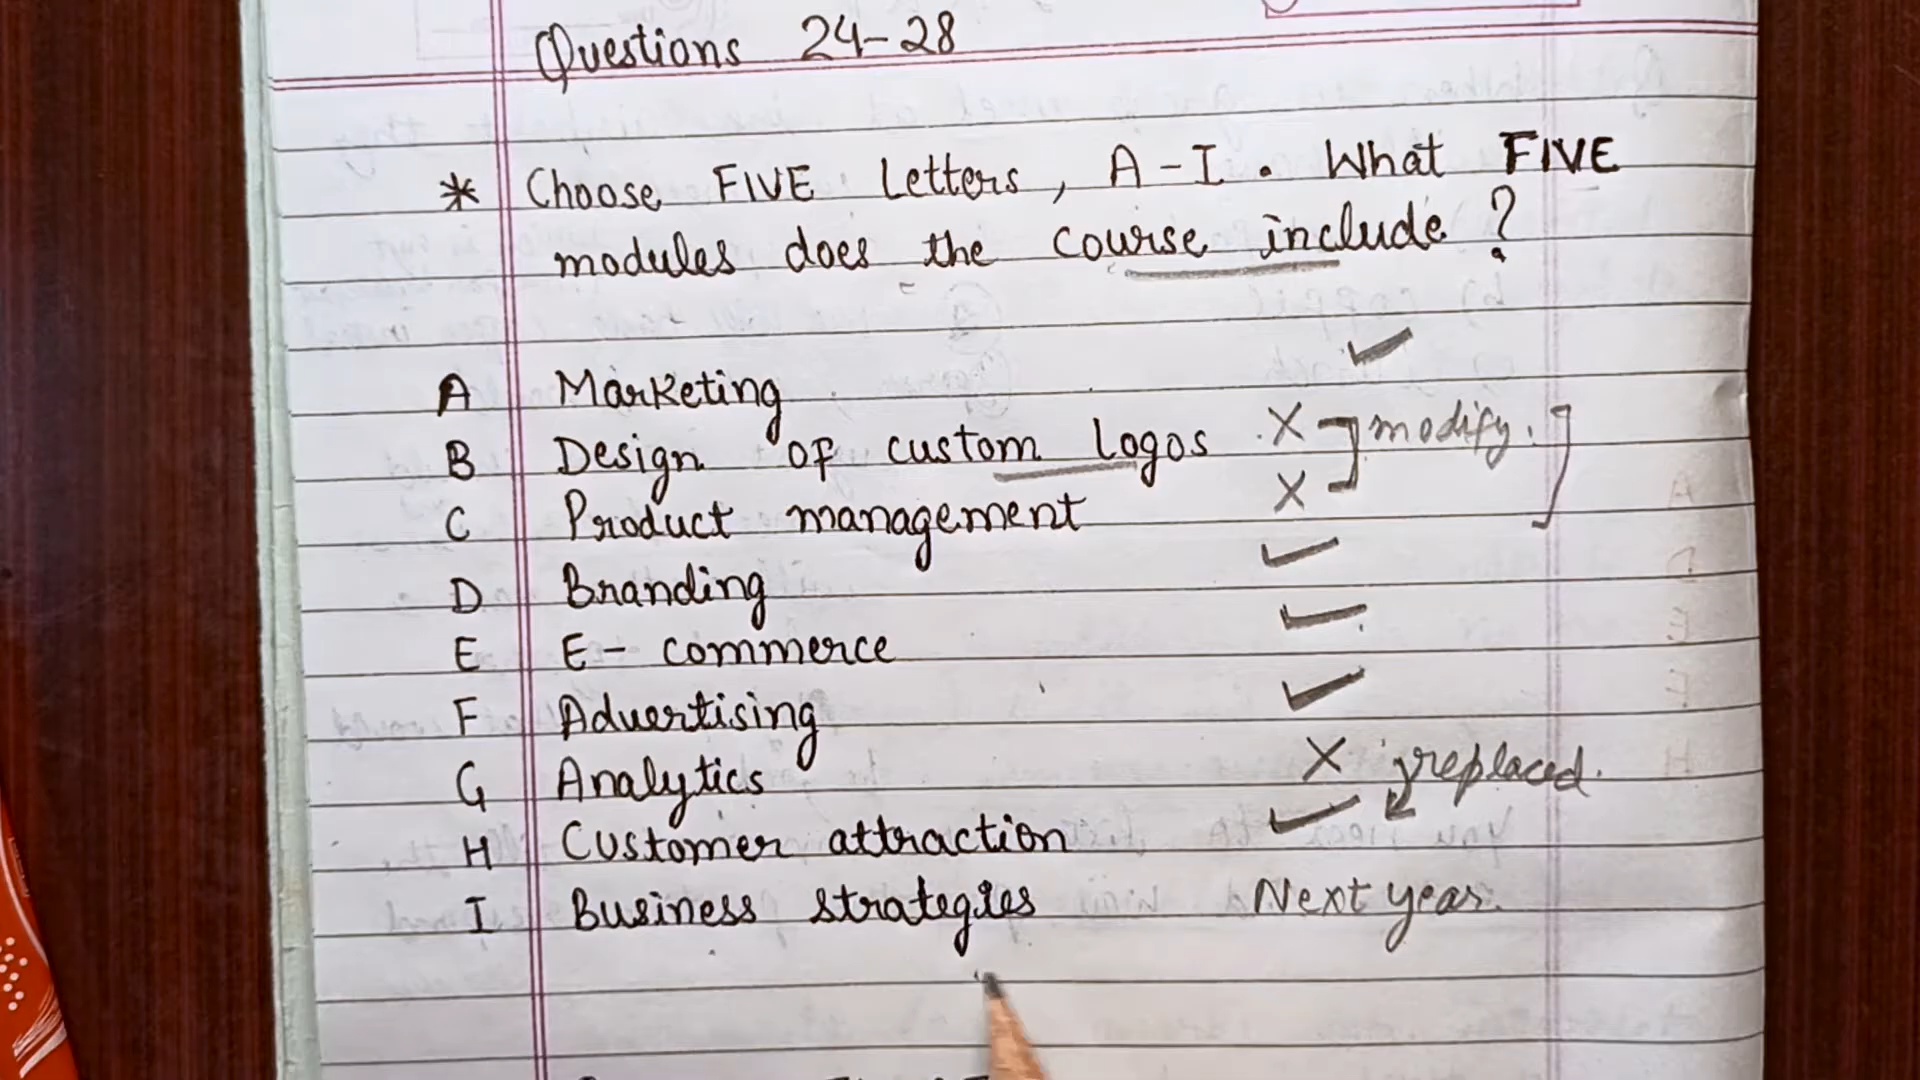 Questions 24-28
* Choose FIVE Letters, A-I. What FIVE
modules does the course include?
A Marketing
B Design of custom logos X modify.
C Product management X
D Branding
E E-commerce
F Advertising
G Analytics X replaced.
H Customer attraction
I Business strategies Next year.